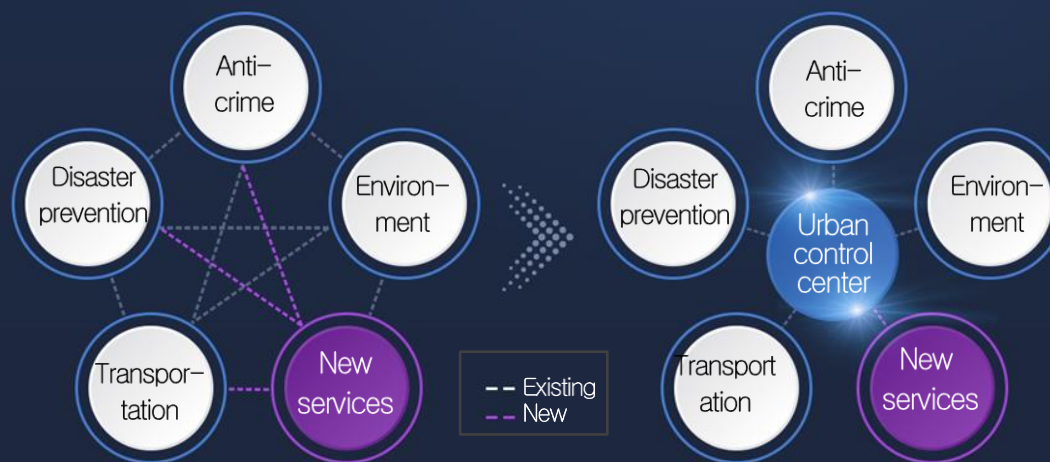 Anti-
crime
Disaster
prevention
Environ-
ment
Transpor-
tation
New
services
Existing
New
Anti-
crime
Disaster
prevention
Urban
control
center
Environ-
ment
Transport
ation
New
services